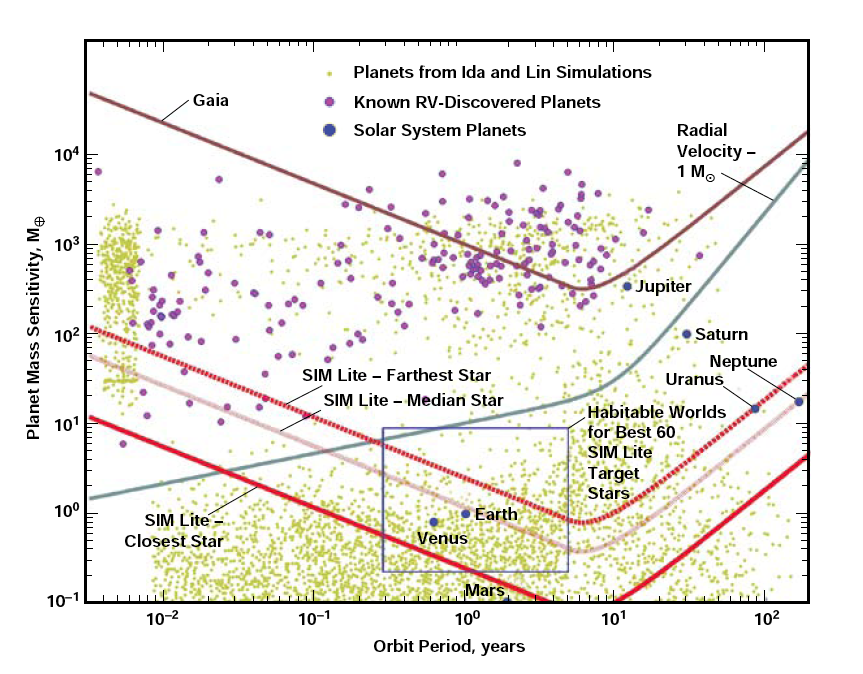 Planets from Ida and Lin Simulations
Known RV-Discovered Planets
Solar System Planets
Gaia
Radial
Velocity –
1 M⊙
Jupiter
Saturn
Neptune
Uranus
SIM Lite – Farthest Star
SIM Lite – Median Star
Habitable Worlds
for Best 60
SIM Lite
Target
Stars
SIM Lite –
Closest Star
Earth
Venus
Mars
Planet Mass Sensitivity, M⊕
10⁴
10³
10²
10¹
10⁰
10⁻¹
10⁻² 10⁻¹ 10⁰ 10¹ 10²
Orbit Period, years